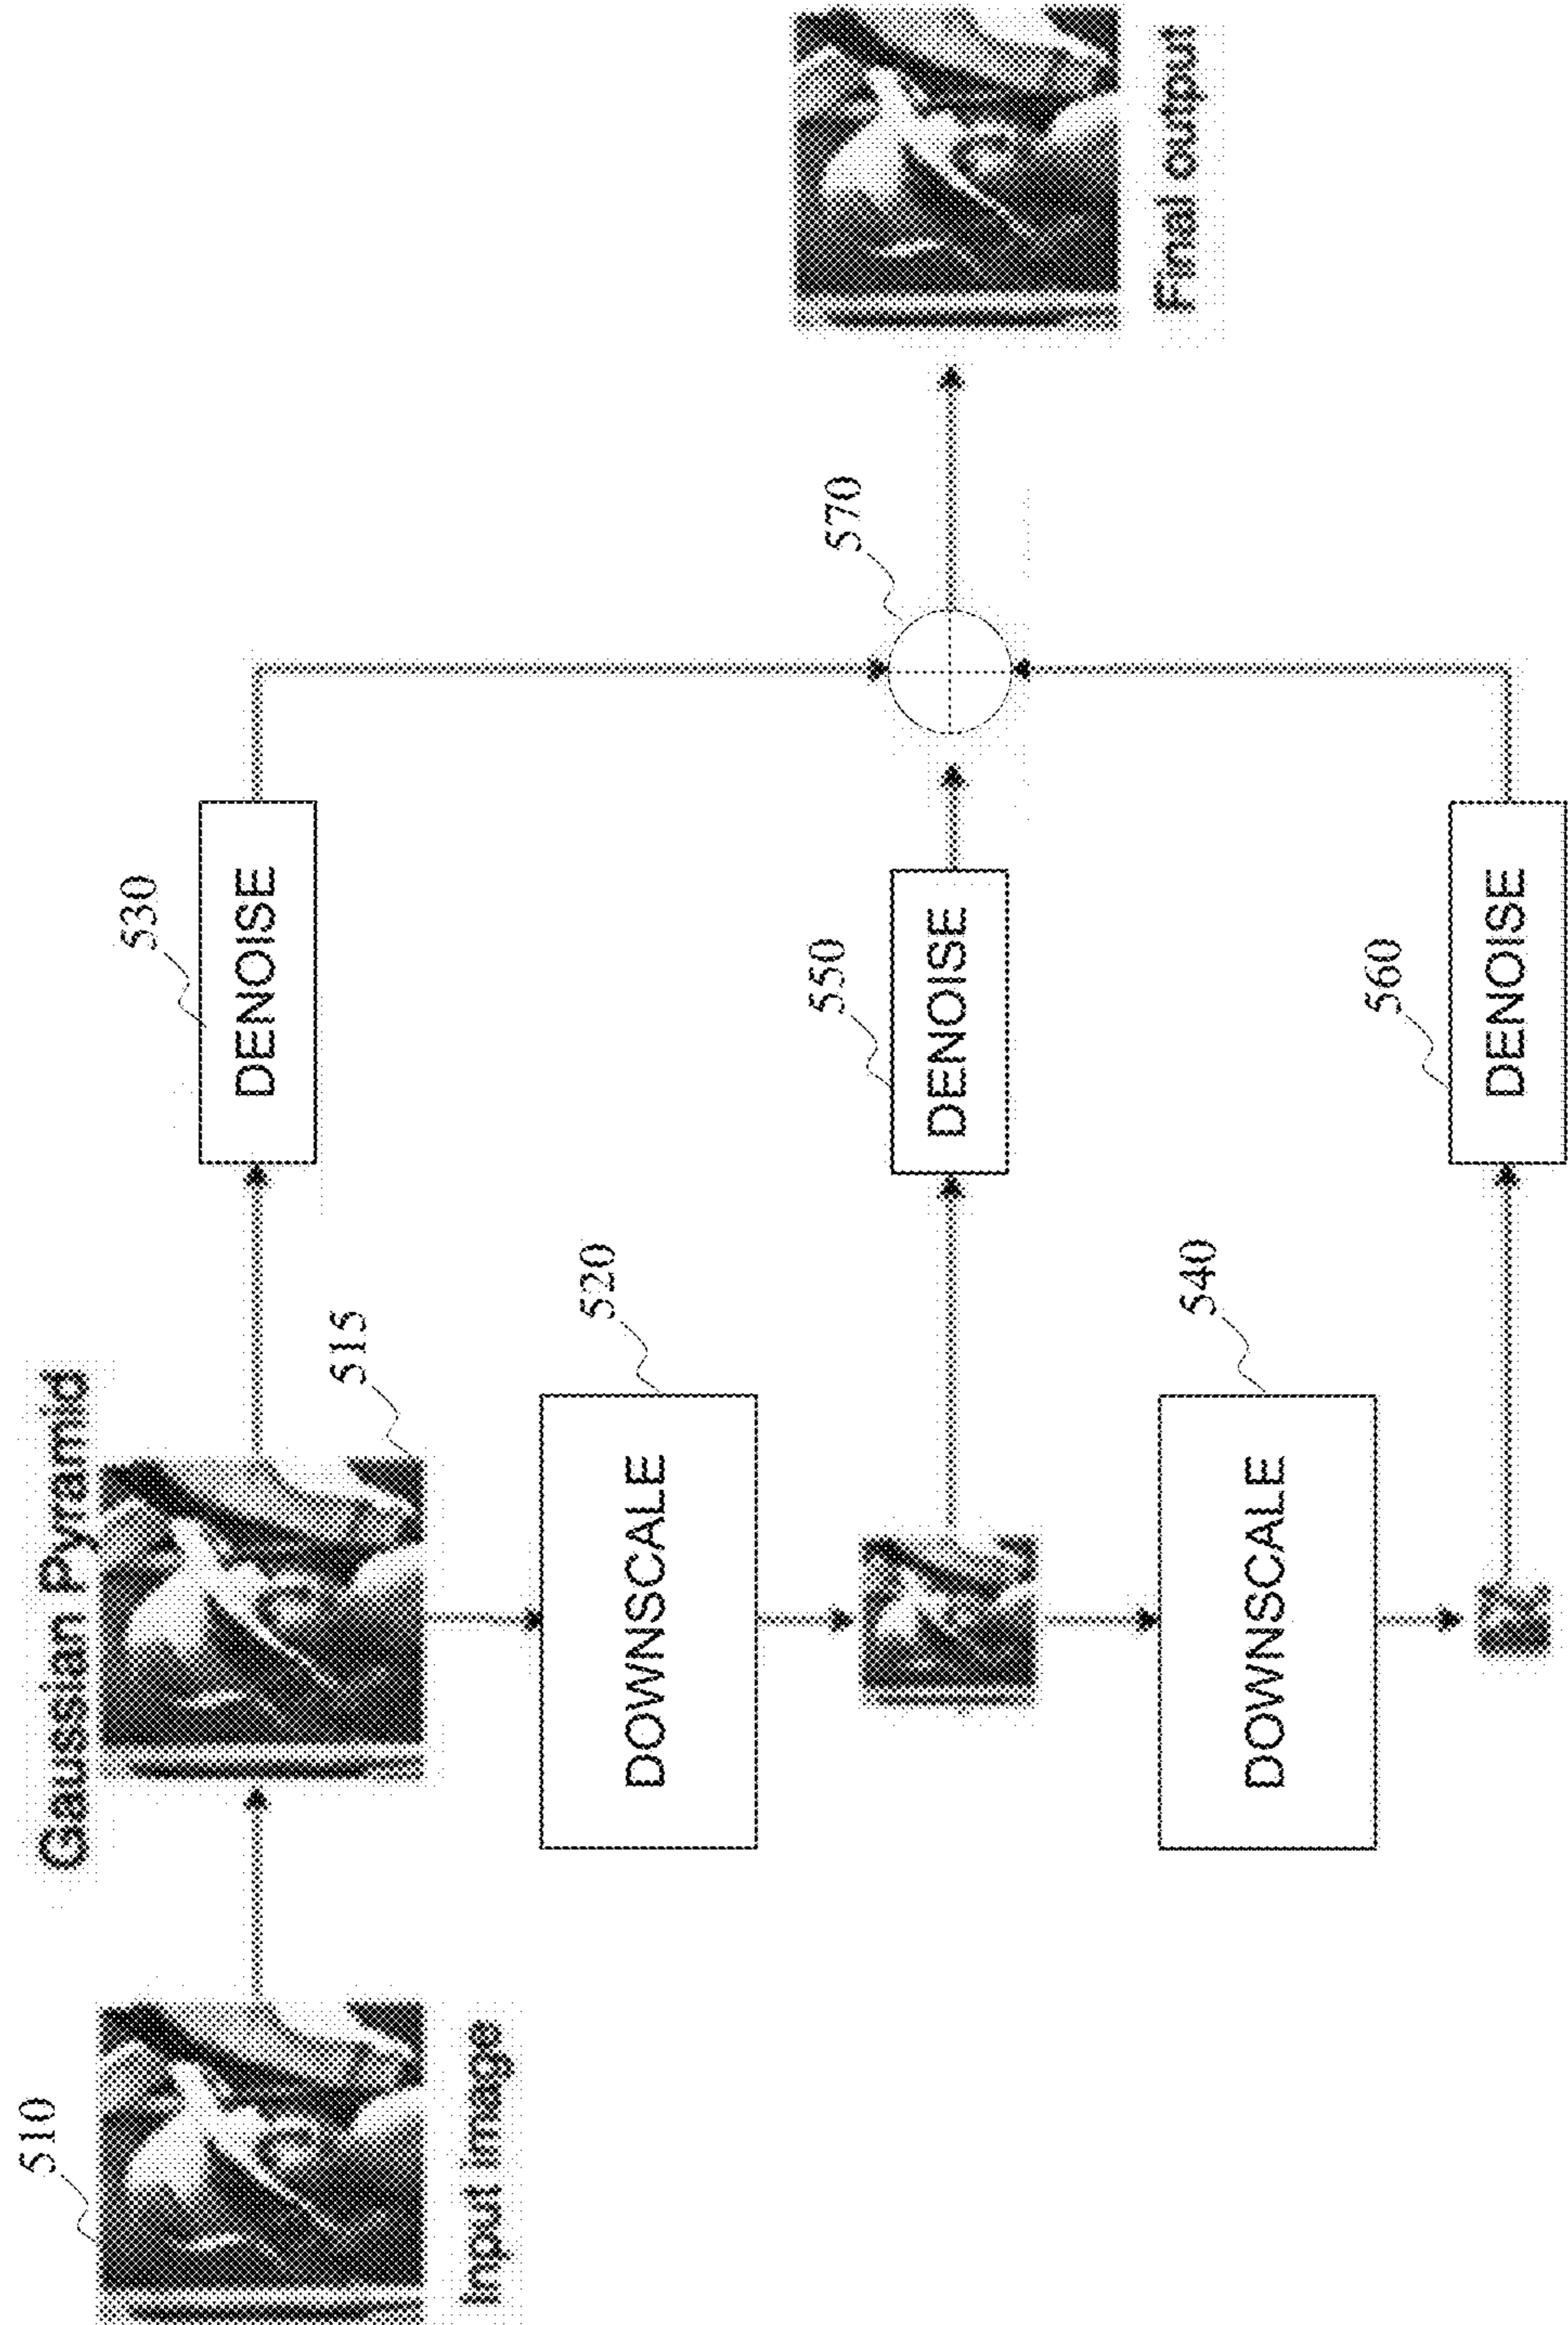 510
Input image
Gaussian Pyramid
515
530
DENOISE
520
DOWNSCALE
550
DENOISE
570
Final output
540
DOWNSCALE
560
DENOISE